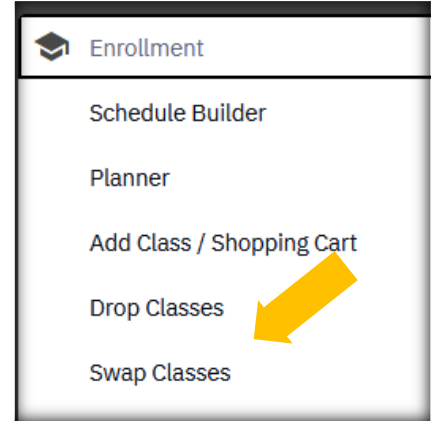 Enrollment
Schedule Builder
Planner
Add Class / Shopping Cart
Drop Classes
Swap Classes